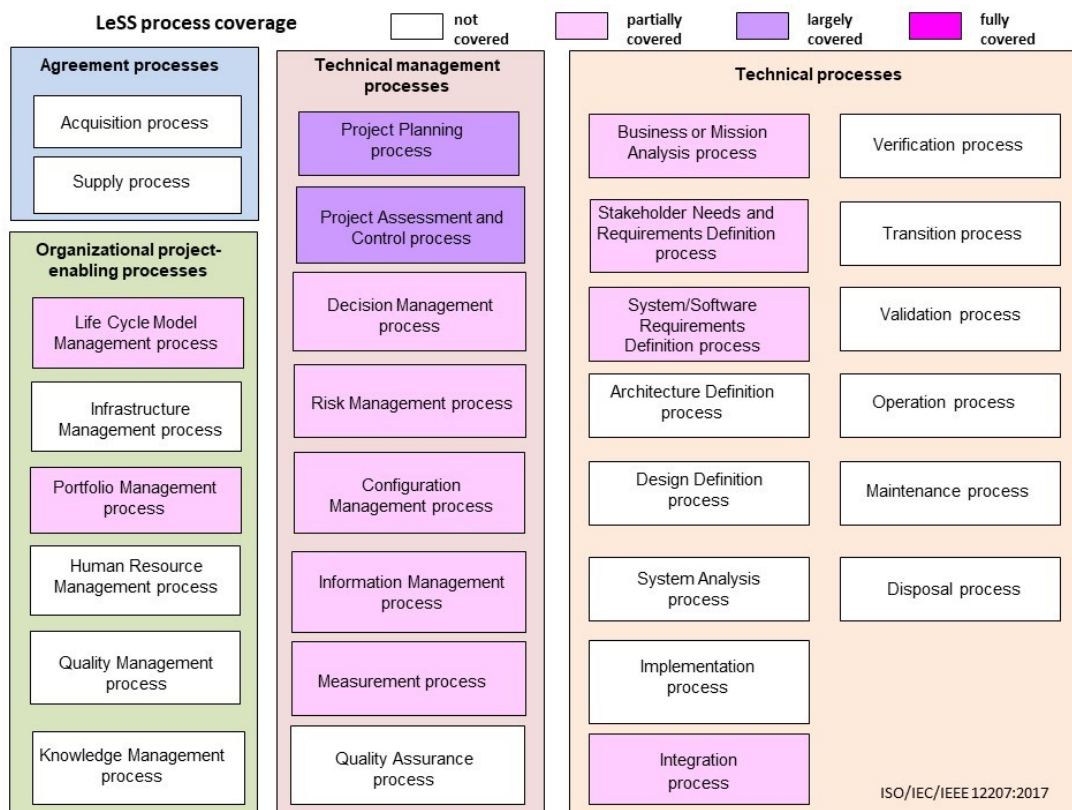 LeSS process coverage
not
covered
partially
covered
largely
covered
fully
covered
Agreement processes
Acquisition process
Supply process
Organizational project-
enabling processes
Life Cycle Model
Management process
Infrastructure
Management process
Portfolio Management
process
Human Resource
Management process
Quality Management
process
Knowledge Management
process
Technical management
processes
Project Planning
process
Project Assessment and
Control process
Decision Management
process
Risk Management process
Configuration
Management process
Information Management
process
Measurement process
Quality Assurance
process
Technical processes
Business or Mission
Analysis process
Stakeholder Needs and
Requirements Definition
process
System/Software
Requirements
Definition process
Architecture Definition
process
Design Definition
process
System Analysis
process
Implementation
process
Integration
process
Verification process
Transition process
Validation process
Operation process
Maintenance process
Disposal process
ISO/IEC/IEEE 12207:2017